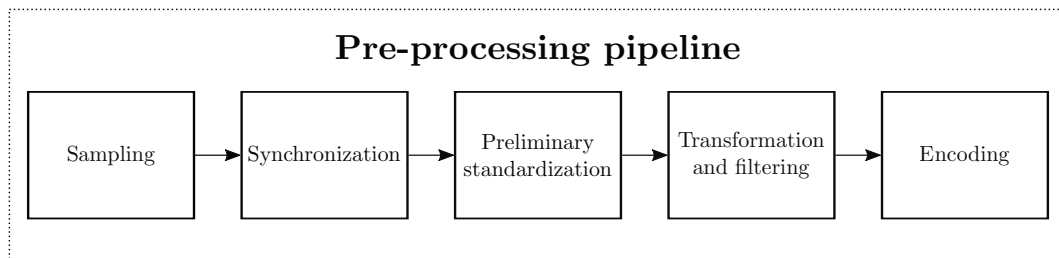 Pre-processing pipeline
Sampling
Synchronization
Preliminary
standardization
Transformation
and filtering
Encoding